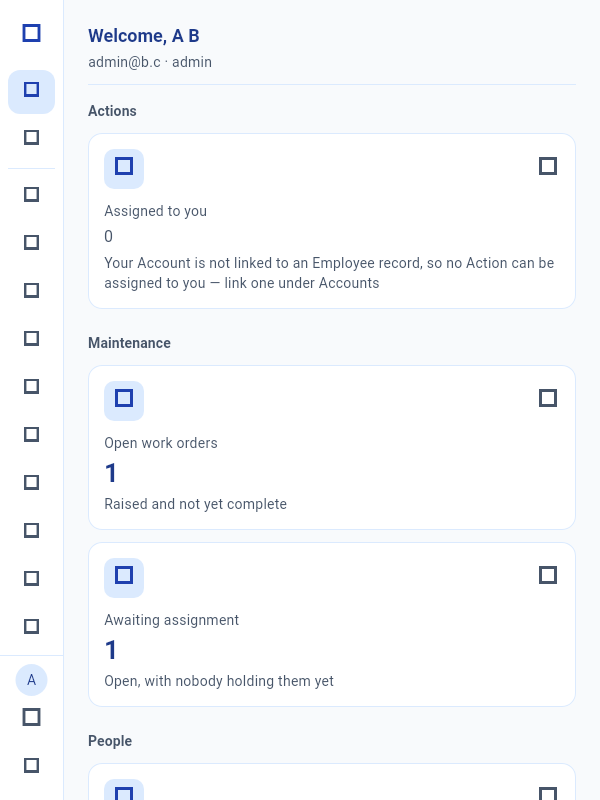 Welcome, A B
admin@b.c · admin
Actions
Assigned to you
0
Your Account is not linked to an Employee record, so no Action can be
assigned to you — link one under Accounts
Maintenance
Open work orders
1
Raised and not yet complete
Awaiting assignment
1
Open, with nobody holding them yet
A
People